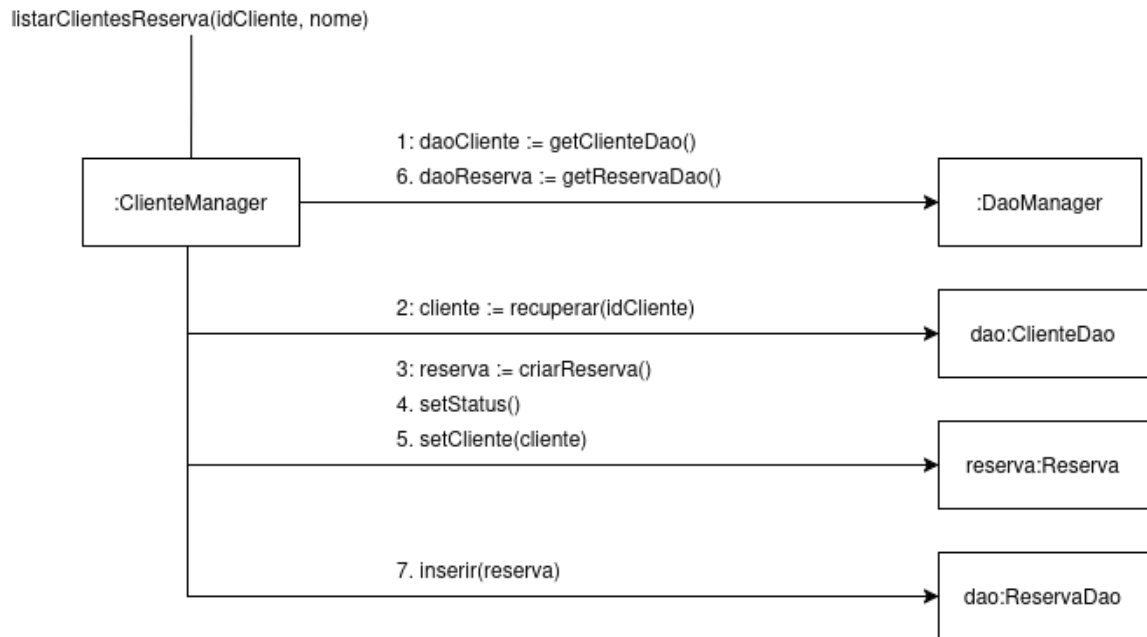 listarClientesReserva(idCliente, nome)
1: daoCliente := getClienteDao()
6. daoReserva := getReservaDao()
:ClienteManager
:DaoManager
2: cliente := recuperar(idCliente)
dao:ClienteDao
3: reserva := criarReserva()
4. setStatus()
5. setCliente(cliente)
reserva:Reserva
7. inserir(reserva)
dao:ReservaDao